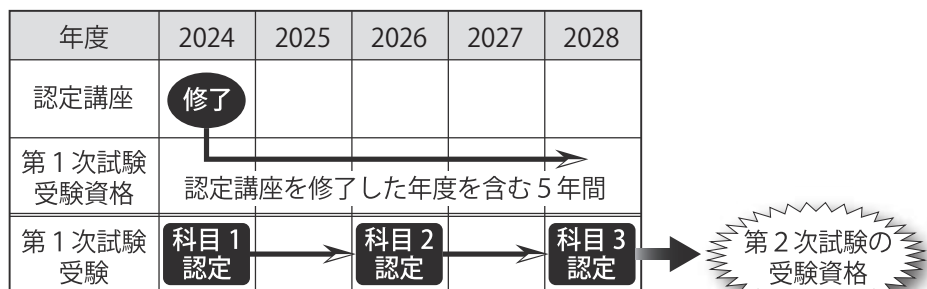 年度 2024 2025 2026 2027 2028
認定講座 修了
第1次試験
受験資格
認定講座を修了した年度を含む5年間
第1次試験
受験
科目1
認定
科目2
認定
科目3
認定
第2次試験の
受験資格